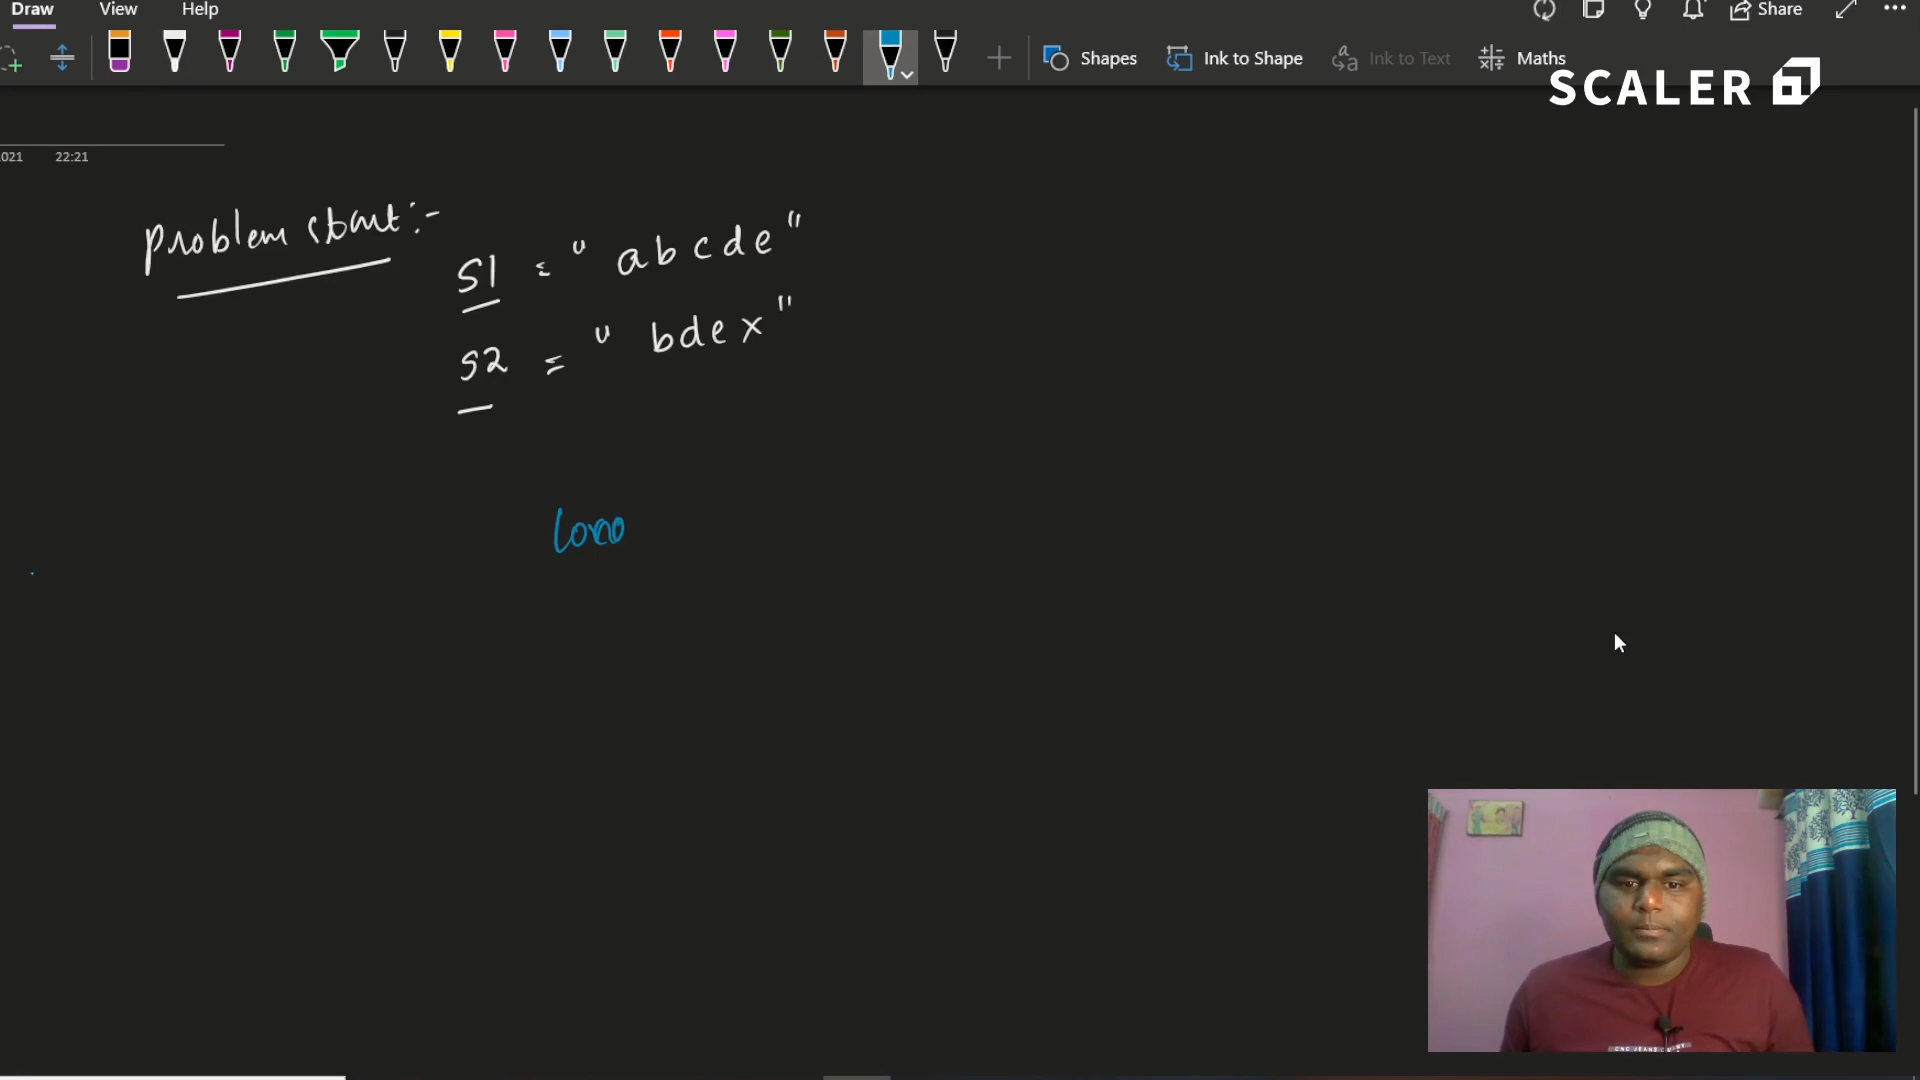 Draw View Help Share
Shapes Ink to Shape Ink to Text Maths
SCALER
021 22:21
Problem :-
S1 = " abcde"
S2 = " bdex"